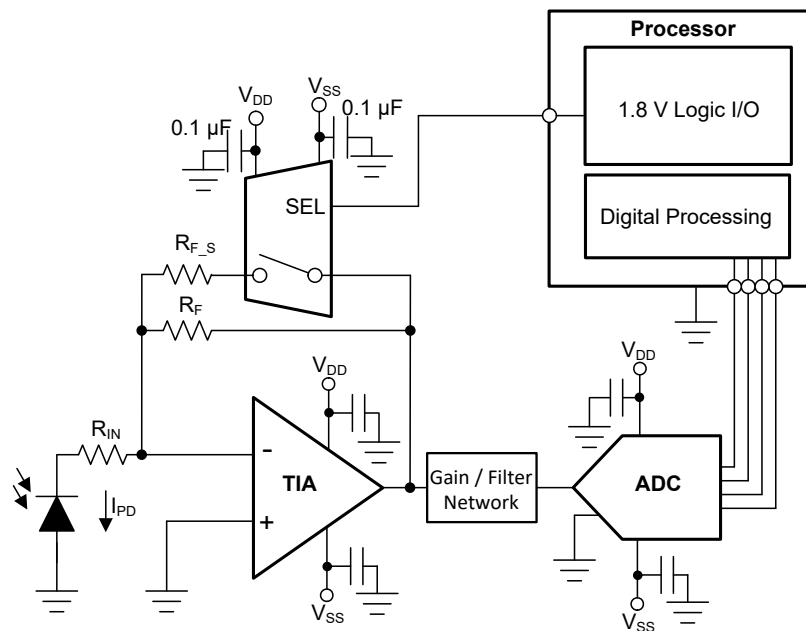 Processor
1.8 V Logic I/O
Digital Processing
VDD
VSS
0.1 µF
0.1 µF
SEL
RF_S
RF
VDD
VDD
RIN
-
+
TIA
IPD
Gain / Filter
Network
ADC
VSS
VSS